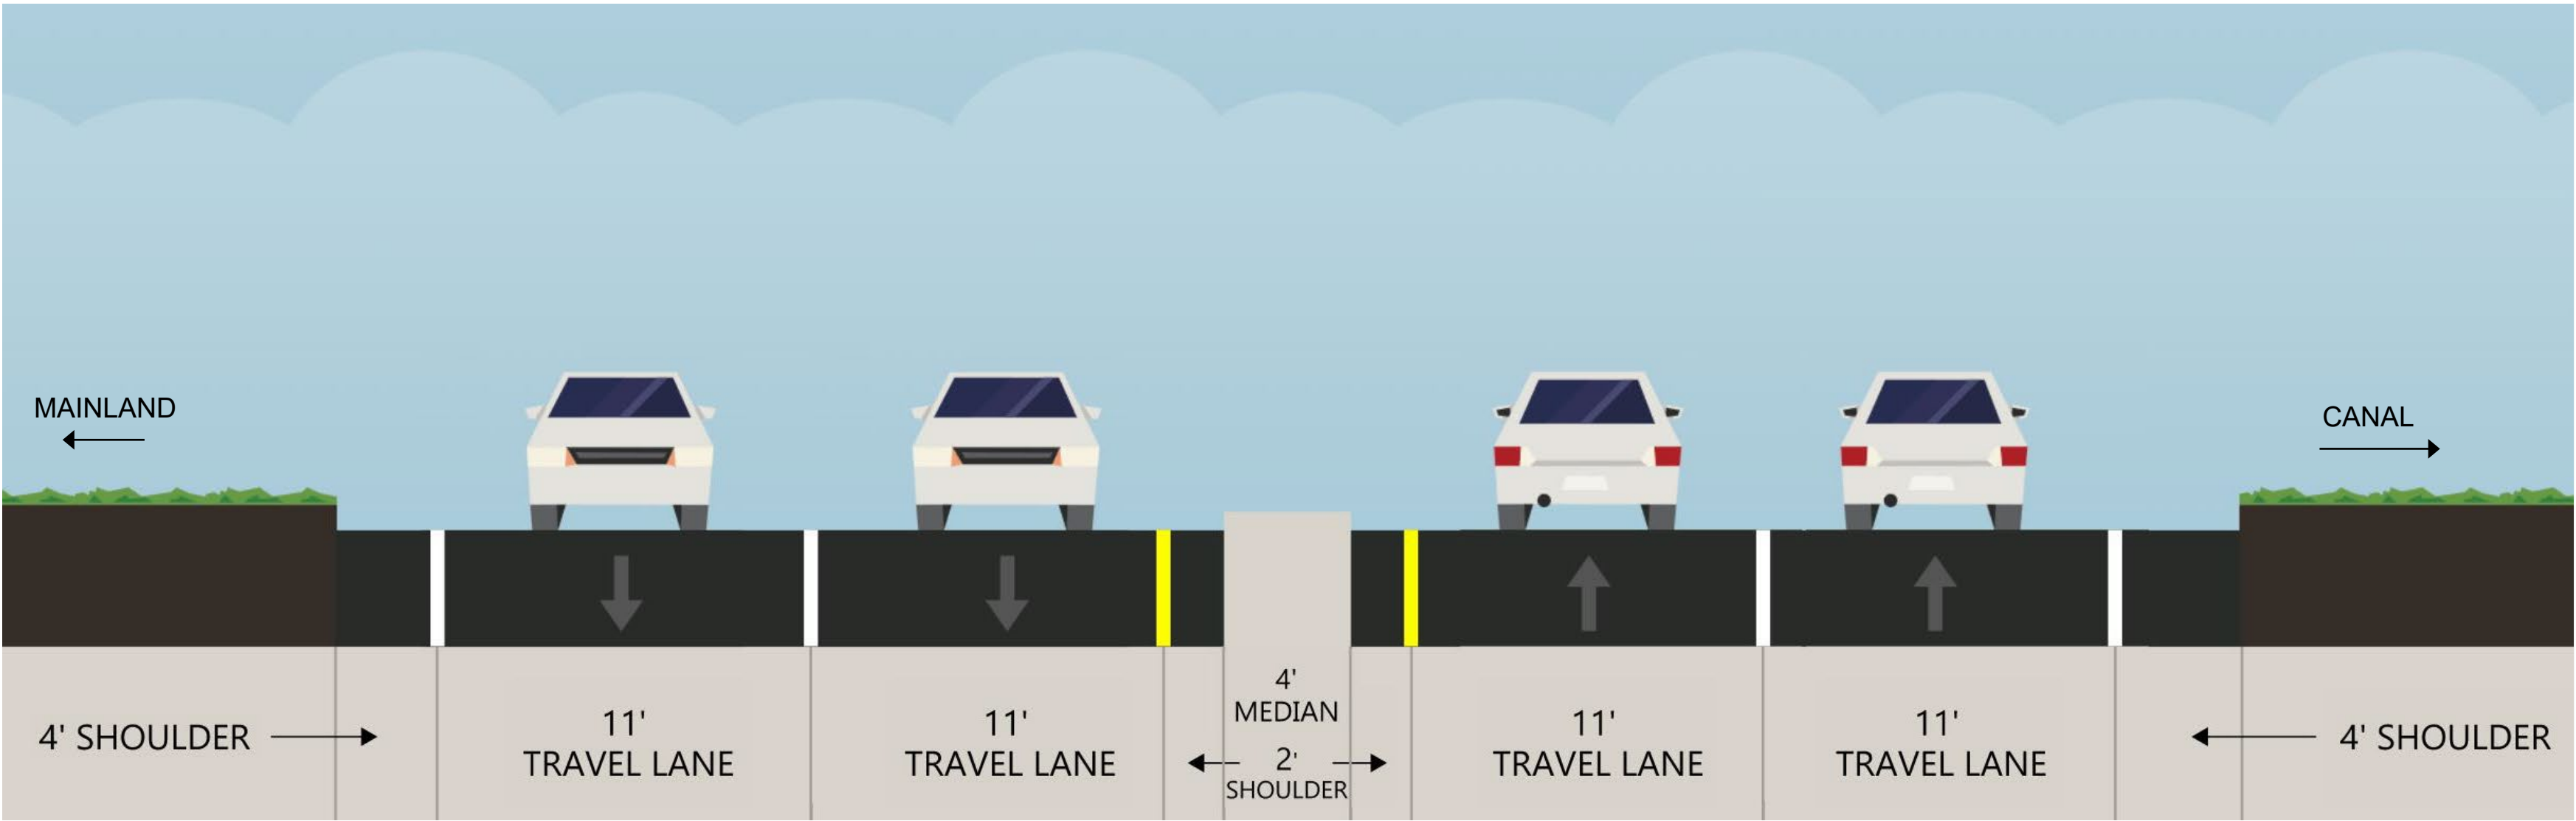 MAINLAND
CANAL
4' SHOULDER
11'
TRAVEL LANE
11'
TRAVEL LANE
4'
MEDIAN
2'
SHOULDER
11'
TRAVEL LANE
11'
TRAVEL LANE
4' SHOULDER